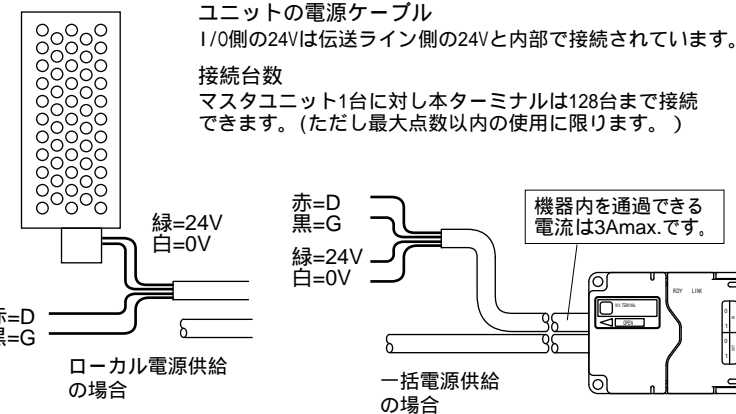 ユニットの電源ケーブル
I/O側の24Vは伝送ライン側の24Vと内部で接続されています。
接続台数
マスタユニット1台に対し本ターミナルは128台まで接続
できます。(ただし最大点数以内の使用に限ります。 )
緑=24V
白=0V
赤=D
黒=G
ローカル電源供給
の場合
赤=D
黒=G
緑=24V
白=0V
機器内を通過できる
電流は3Amax.です。
一括電源供給
の場合
RDY LINK
OPEN
0
1
0
1